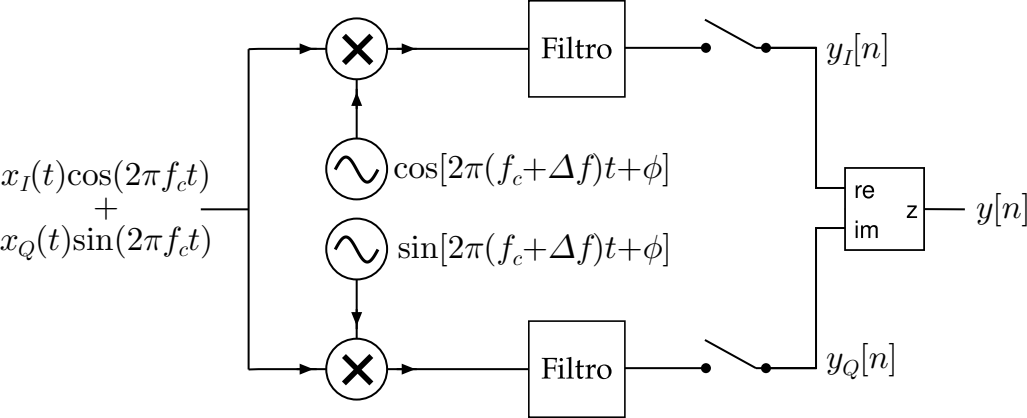 Filtro
y_I[n]
x_I(t)cos(2πf_ct)
+
x_Q(t)sin(2πf_ct)
cos[2π(f_c+Δf)t+ϕ]
sin[2π(f_c+Δf)t+ϕ]
re
im
z
y[n]
Filtro
y_Q[n]